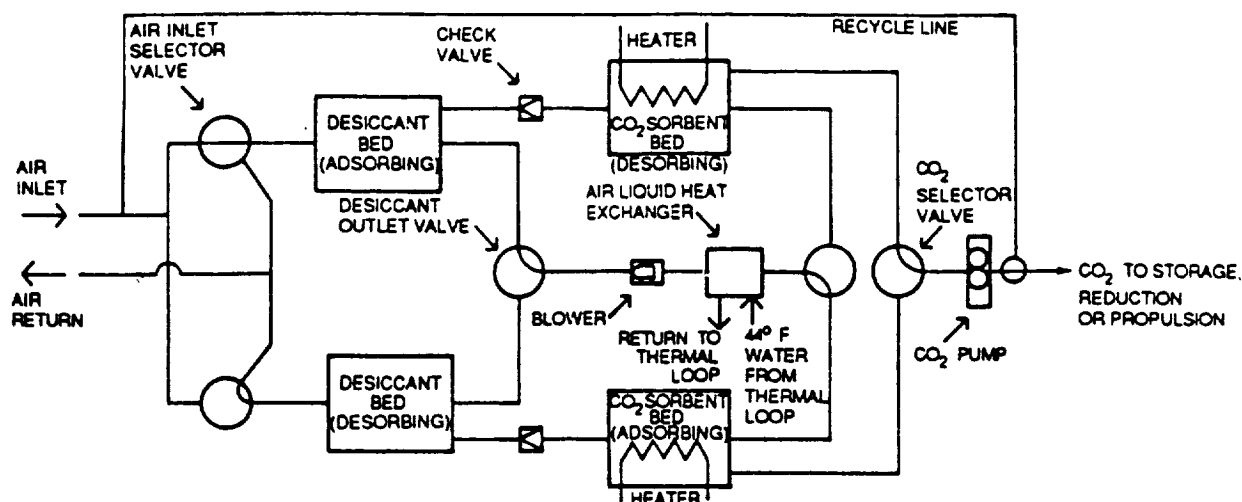 AIR INLET
SELECTOR
VALVE
CHECK
VALVE
HEATER
RECYCLE LINE
DESICCANT
BED
(ADSORBING)
CO2 SORBENT
BED
(DESORBING)
AIR
INLET
DESICCANT
OUTLET VALVE
AIR LIQUID HEAT
EXCHANGER
CO2
SELECTOR
VALVE
AIR
RETURN
BLOWER
RETURN TO
THERMAL
LOOP
44° F
WATER
FROM
THERMAL
LOOP
CO2 TO STORAGE,
REDUCTION
OR PROPULSION
CO2 PUMP
DESICCANT
BED
(DESORBING)
CO2 SORBENT
BED
(ADSORBING)
HEATER